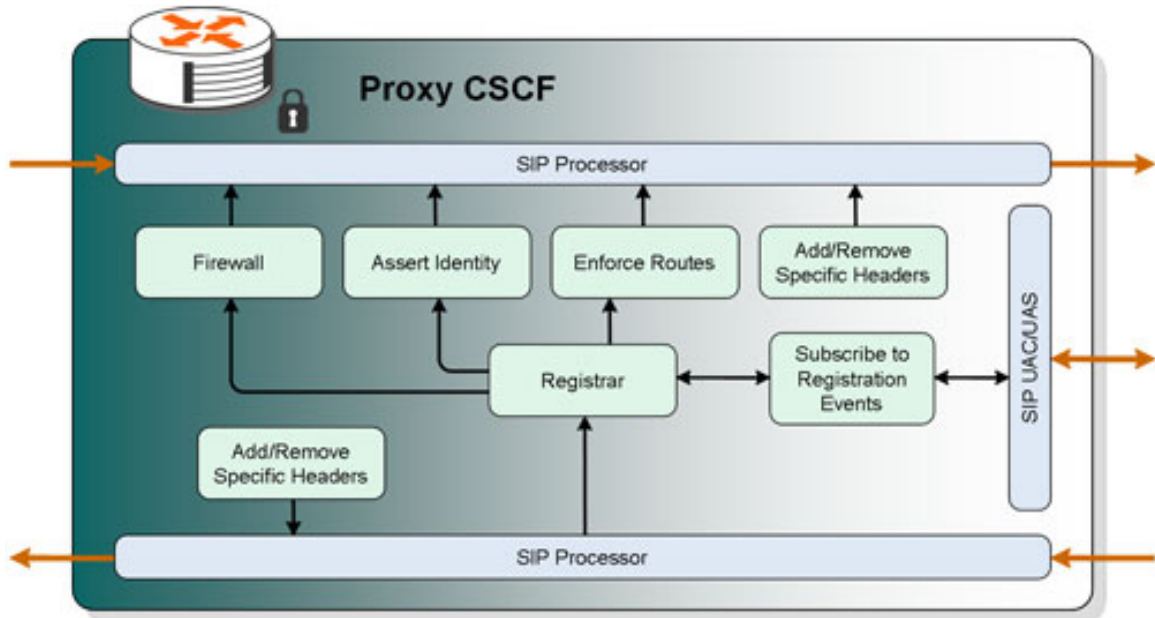 Proxy CSCF
SIP Processor
Firewall
Assert Identity
Enforce Routes
Add/Remove
Specific Headers
Registrar
Subscribe to
Registration
Events
SIP UAC/UAS
Add/Remove
Specific Headers
SIP Processor